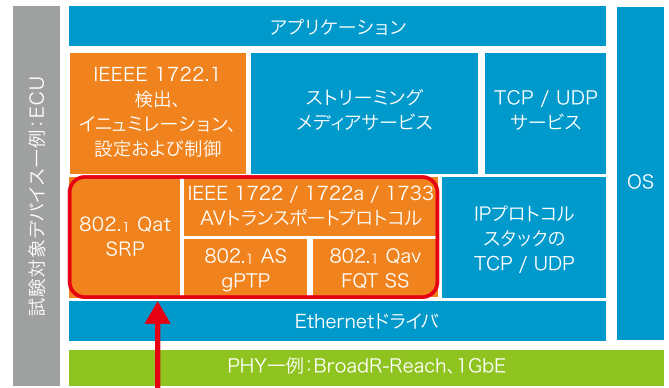 試験対象デバイス一例：ECU
アプリケーション
IEEEE 1722.1
検出、
イニュミレーション、
設定および制御
ストリーミング
メディアサービス
TCP / UDP
サービス
OS
802.1 Qat
SRP
IEEE 1722 / 1722a / 1733
AVトランスポートプロトコル
802.1 AS
gPTP
802.1 Qav
FQT SS
IPプロトコル
スタックの
TCP / UDP
Ethernetドライバ
PHY一例：BroadR-Reach、1GbE